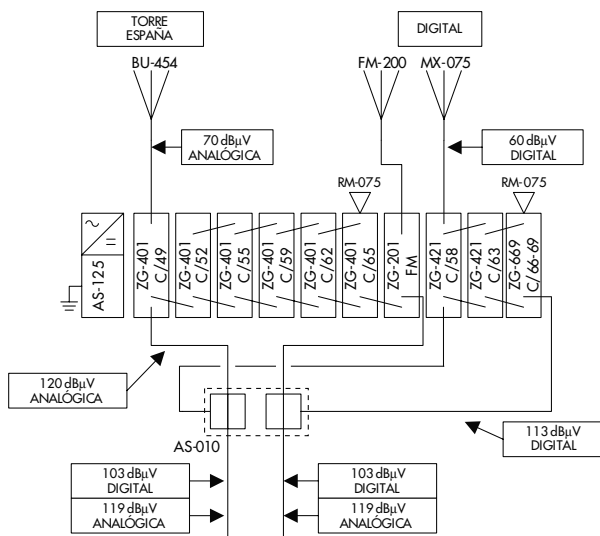 TORRE
ESPAÑA
DIGITAL
BU-454
FM-200
MX-075
70 dBµV
ANALÓGICA
60 dBµV
DIGITAL
RM-075
RM-075
AS-125
ZG-401
C/49
ZG-401
C/52
ZG-401
C/55
ZG-401
C/59
ZG-401
C/62
ZG-401
C/65
ZG-201
FM
ZG-421
C/58
ZG-421
C/63
ZG-669
C/66-69
120 dBµV
ANALÓGICA
AS-010
113 dBµV
DIGITAL
103 dBµV
DIGITAL
119 dBµV
ANALÓGICA
103 dBµV
DIGITAL
119 dBµV
ANALÓGICA